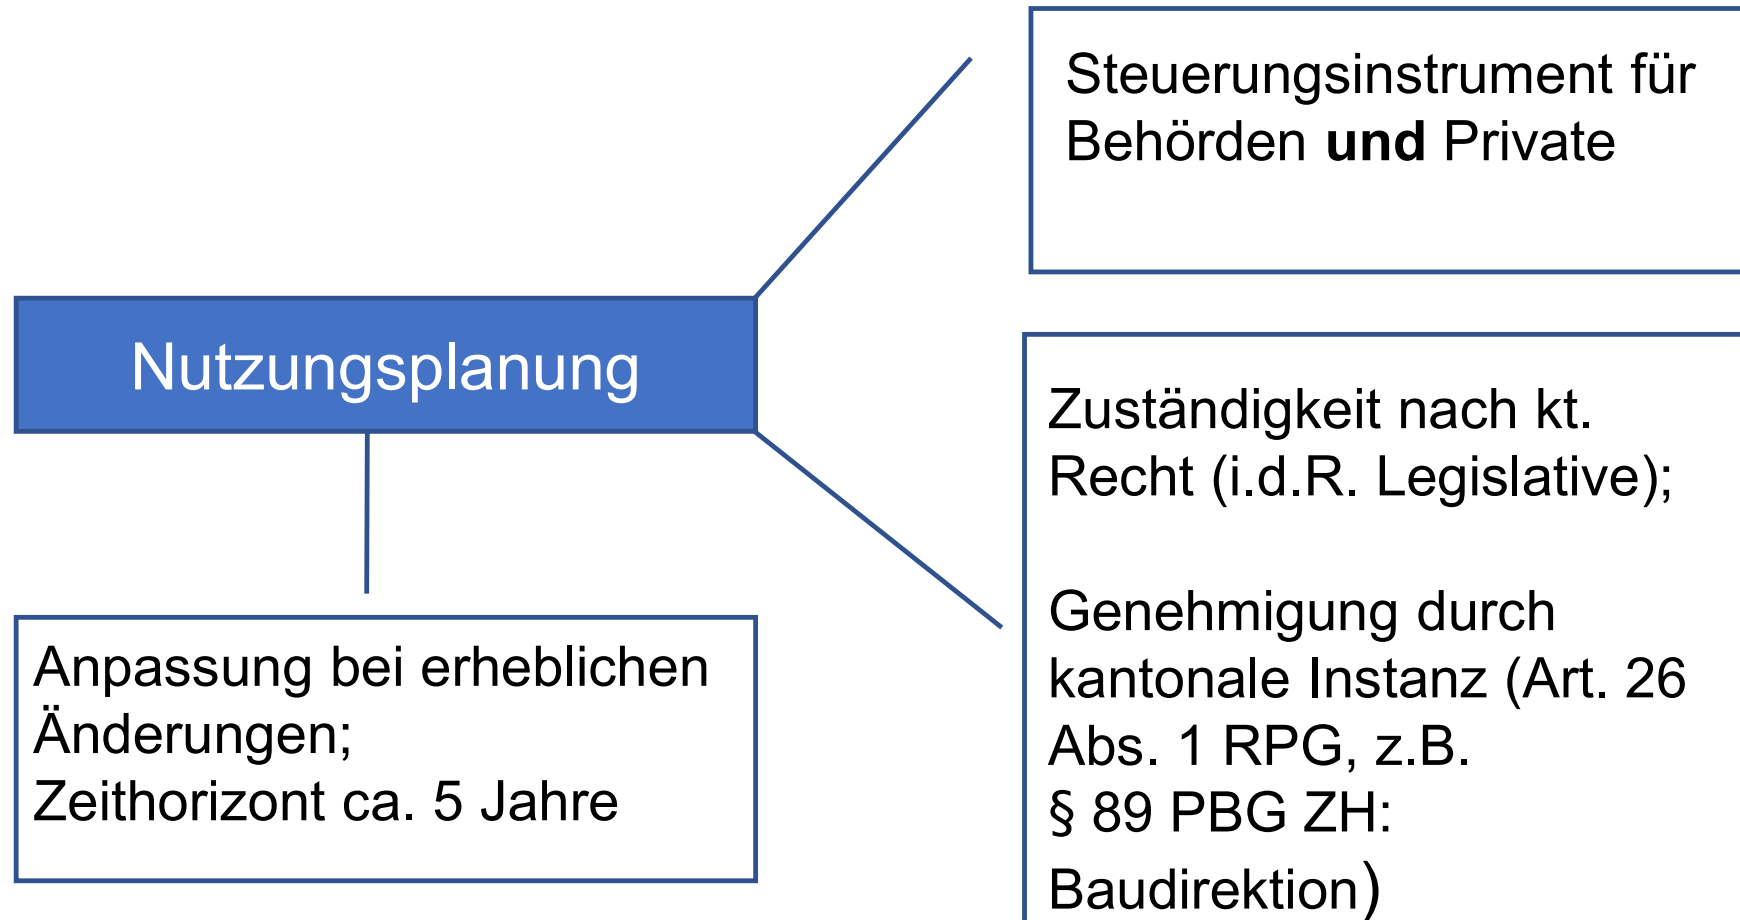 Steuerungsinstrument für
Behörden und Private
Nutzungsplanung
Zuständigkeit nach kt.
Recht (i.d.R. Legislative);
Genehmigung durch
kantonale Instanz (Art. 26
Abs. 1 RPG, z.B.
§ 89 PBG ZH:
Baudirektion)
Anpassung bei erheblichen
Änderungen;
Zeithorizont ca. 5 Jahre